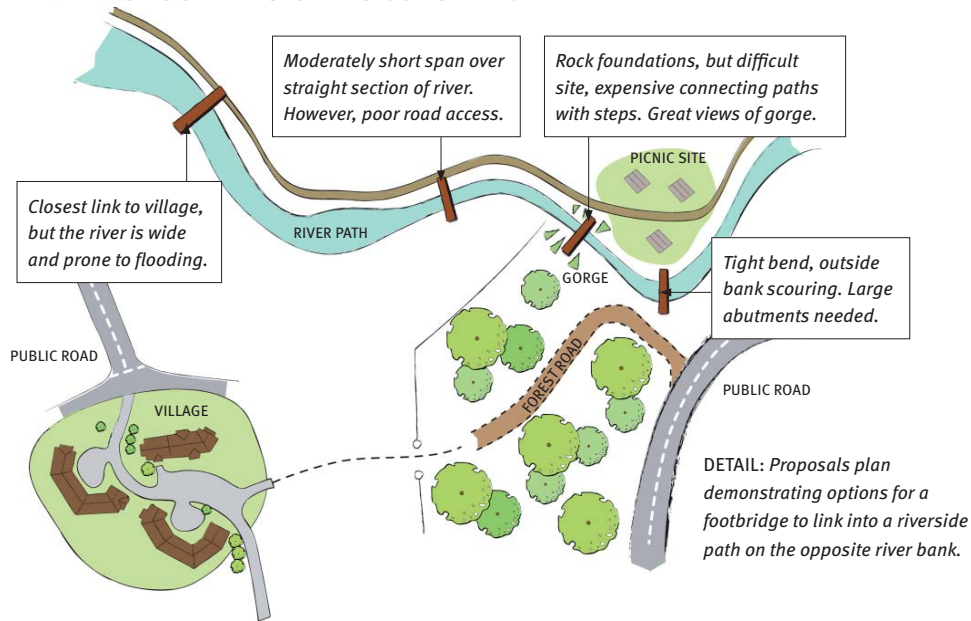 Moderately short span over
straight section of river.
However, poor road access.
Rock foundations, but difficult
site, expensive connecting paths
with steps. Great views of gorge.
PICNIC SITE
Closest link to village,
but the river is wide
and prone to flooding.
RIVER PATH
GORGE
Tight bend, outside
bank scouring. Large
abutments needed.
PUBLIC ROAD
FOREST ROAD
PUBLIC ROAD
VILLAGE
DETAIL: Proposals plan
demonstrating options for a
footbridge to link into a riverside
path on the opposite river bank.